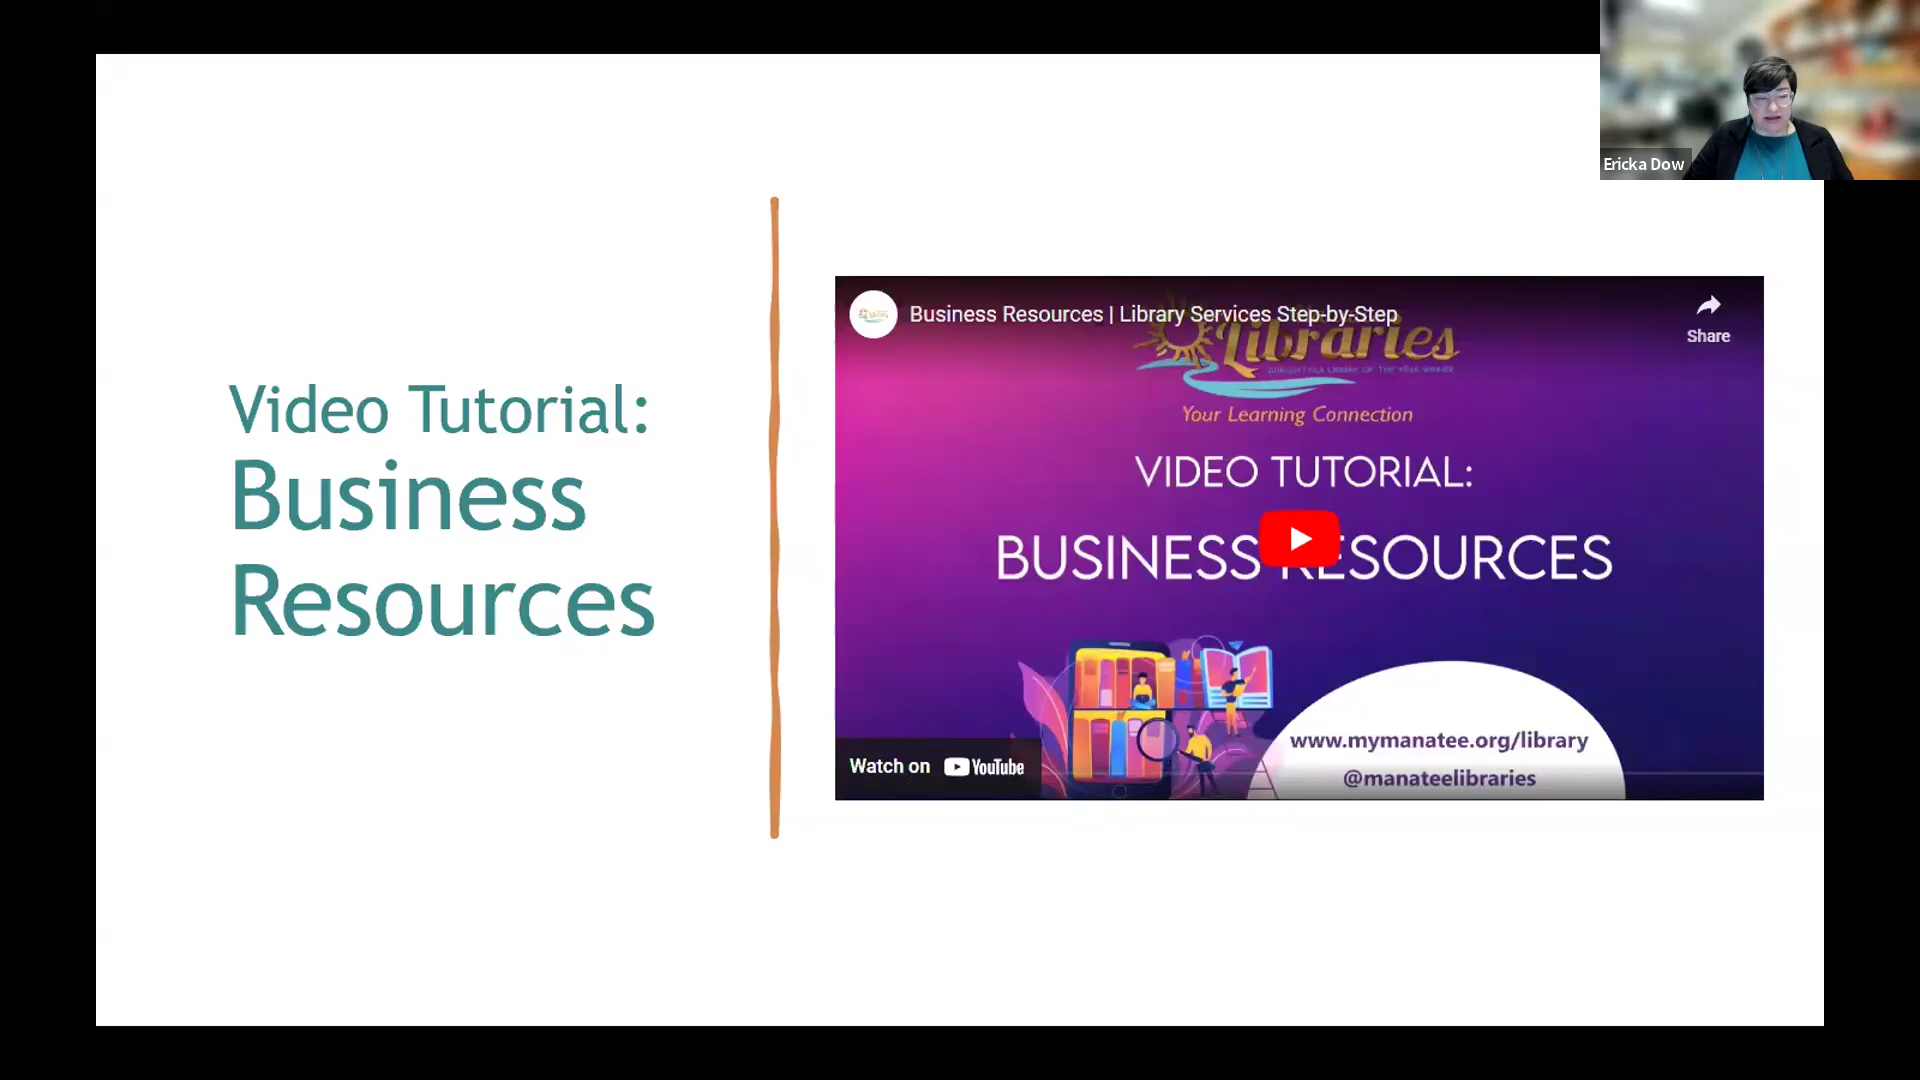 Ericka Dow
Video Tutorial:
Business
Resources
Business Resources | Library Services Step-by-Step
Share
Libraries
Your Learning Connection
VIDEO TUTORIAL:
BUSINESS RESOURCES
www.mymanatee.org/library
@manateelibraries
Watch on YouTube